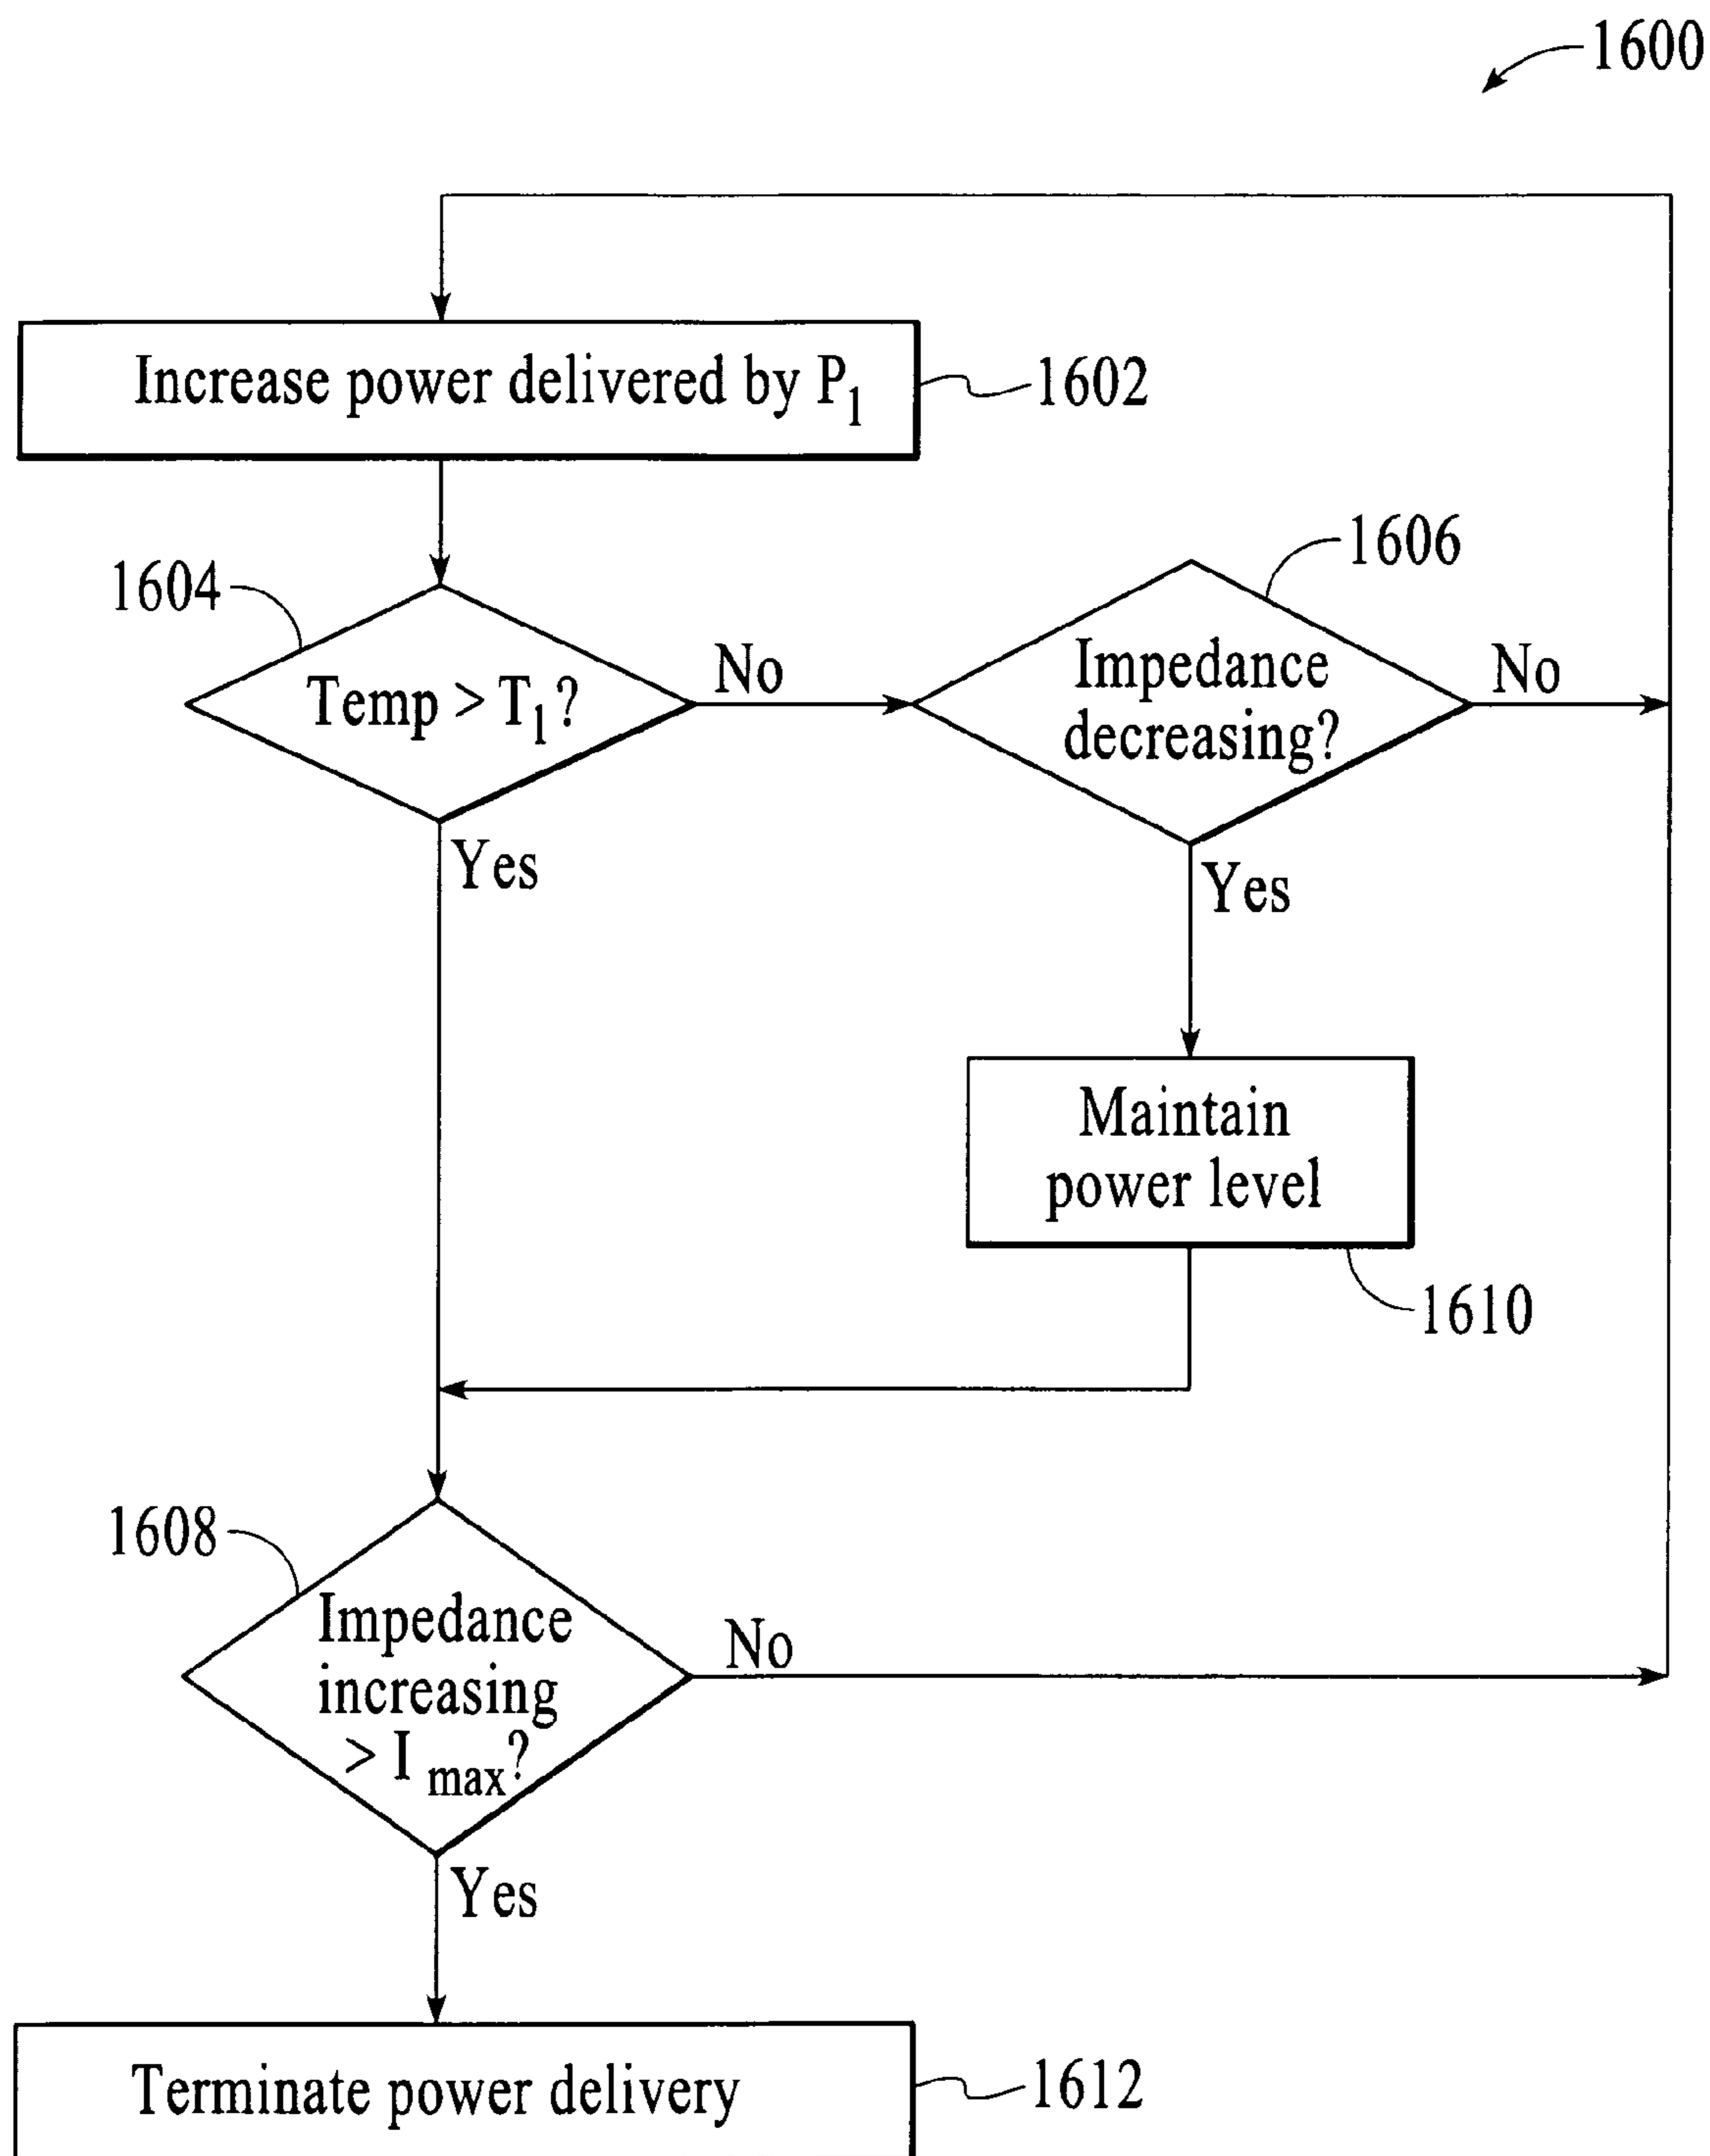 1600
Increase power delivered by P1
1602
1604
Temp > T1?
No
Yes
1606
Impedance
decreasing?
No
Yes
Maintain
power level
1610
1608
Impedance
increasing
> I max?
No
Yes
Terminate power delivery
1612